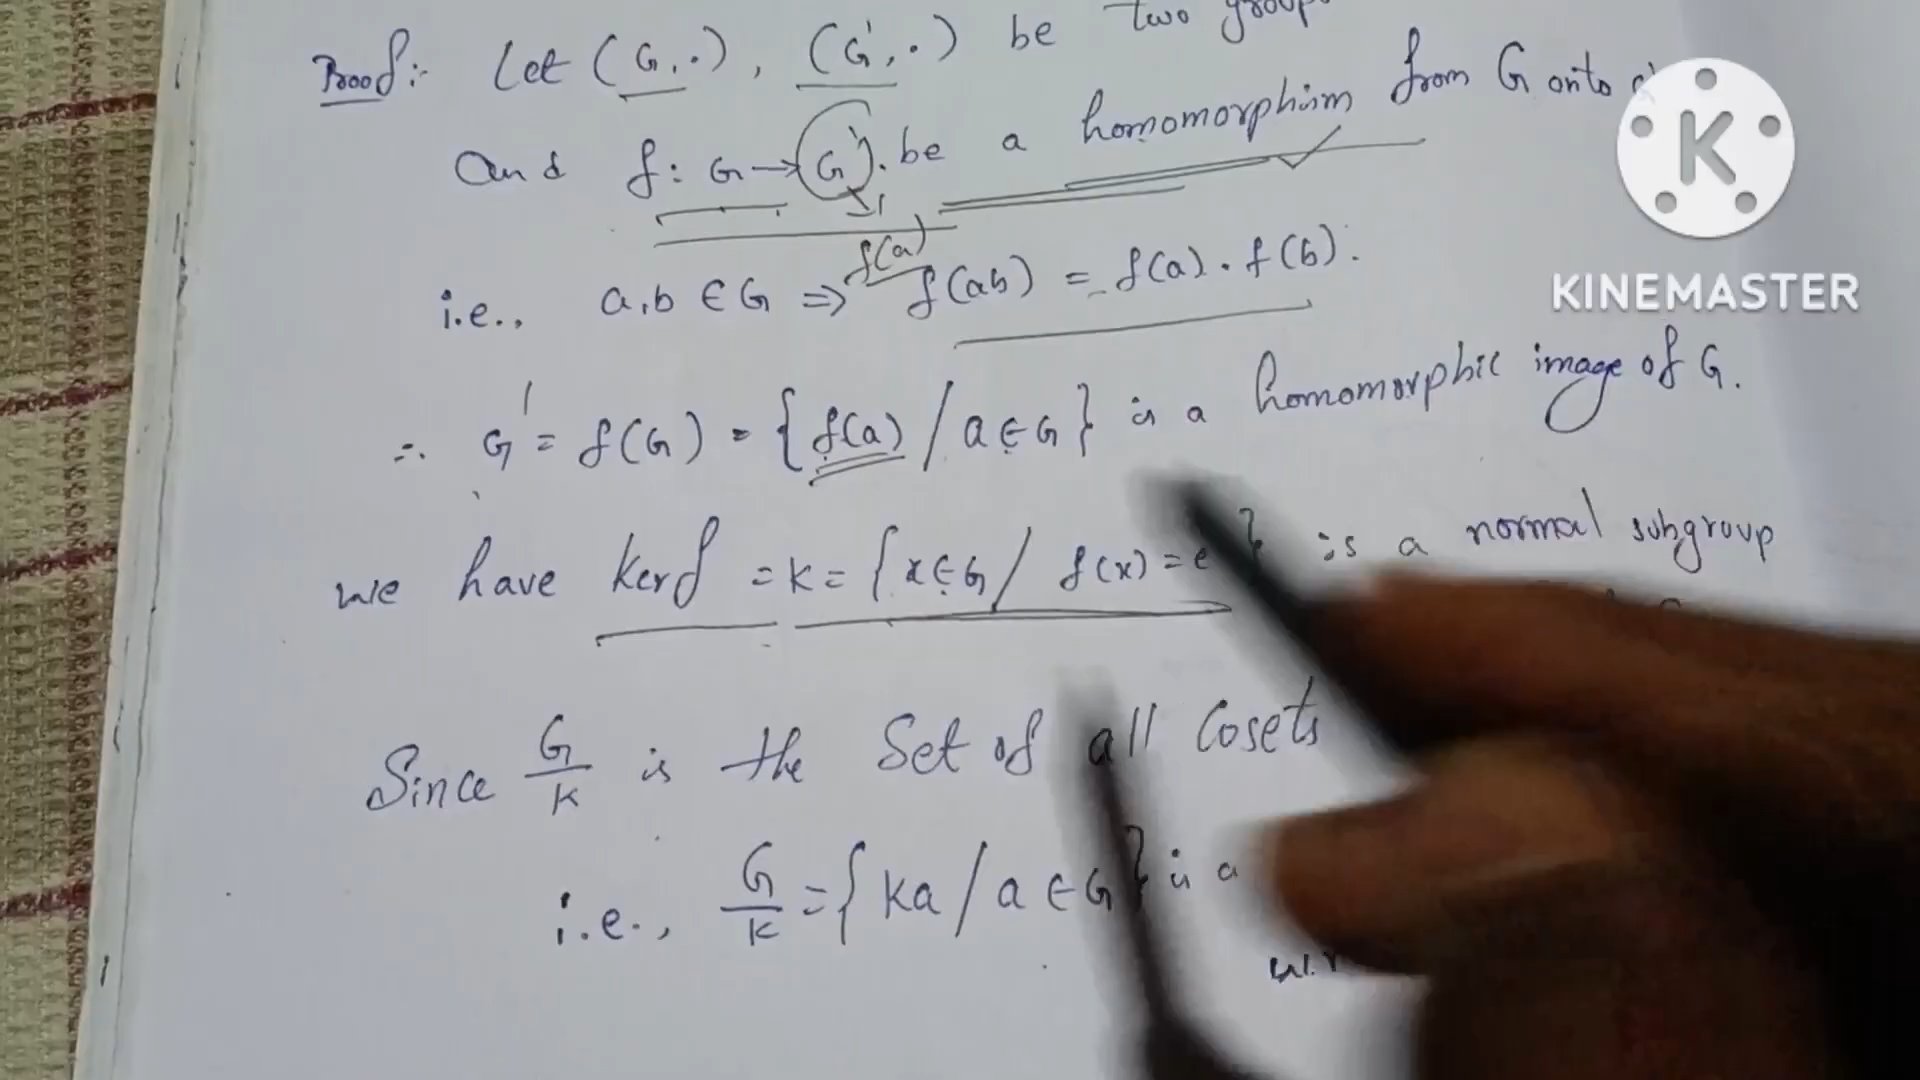 Proof:- Let (G,.), (G',.) be two group
And f: G→G'. be a homomorphism from G onto G'
f(a)
i.e., a,b ∈ G ⇒ f(ab) = f(a).f(b).
∴ G' = f(G) = {f(a) / a∈G} is a homomorphic image of G.
we have kerf = K = {x∈G / f(x) = e } is a normal subgroup
Since G/K is the Set of all Cosets
i.e., G/K = {Ka / a ∈ G} is a
w.r
K
KINEMASTER